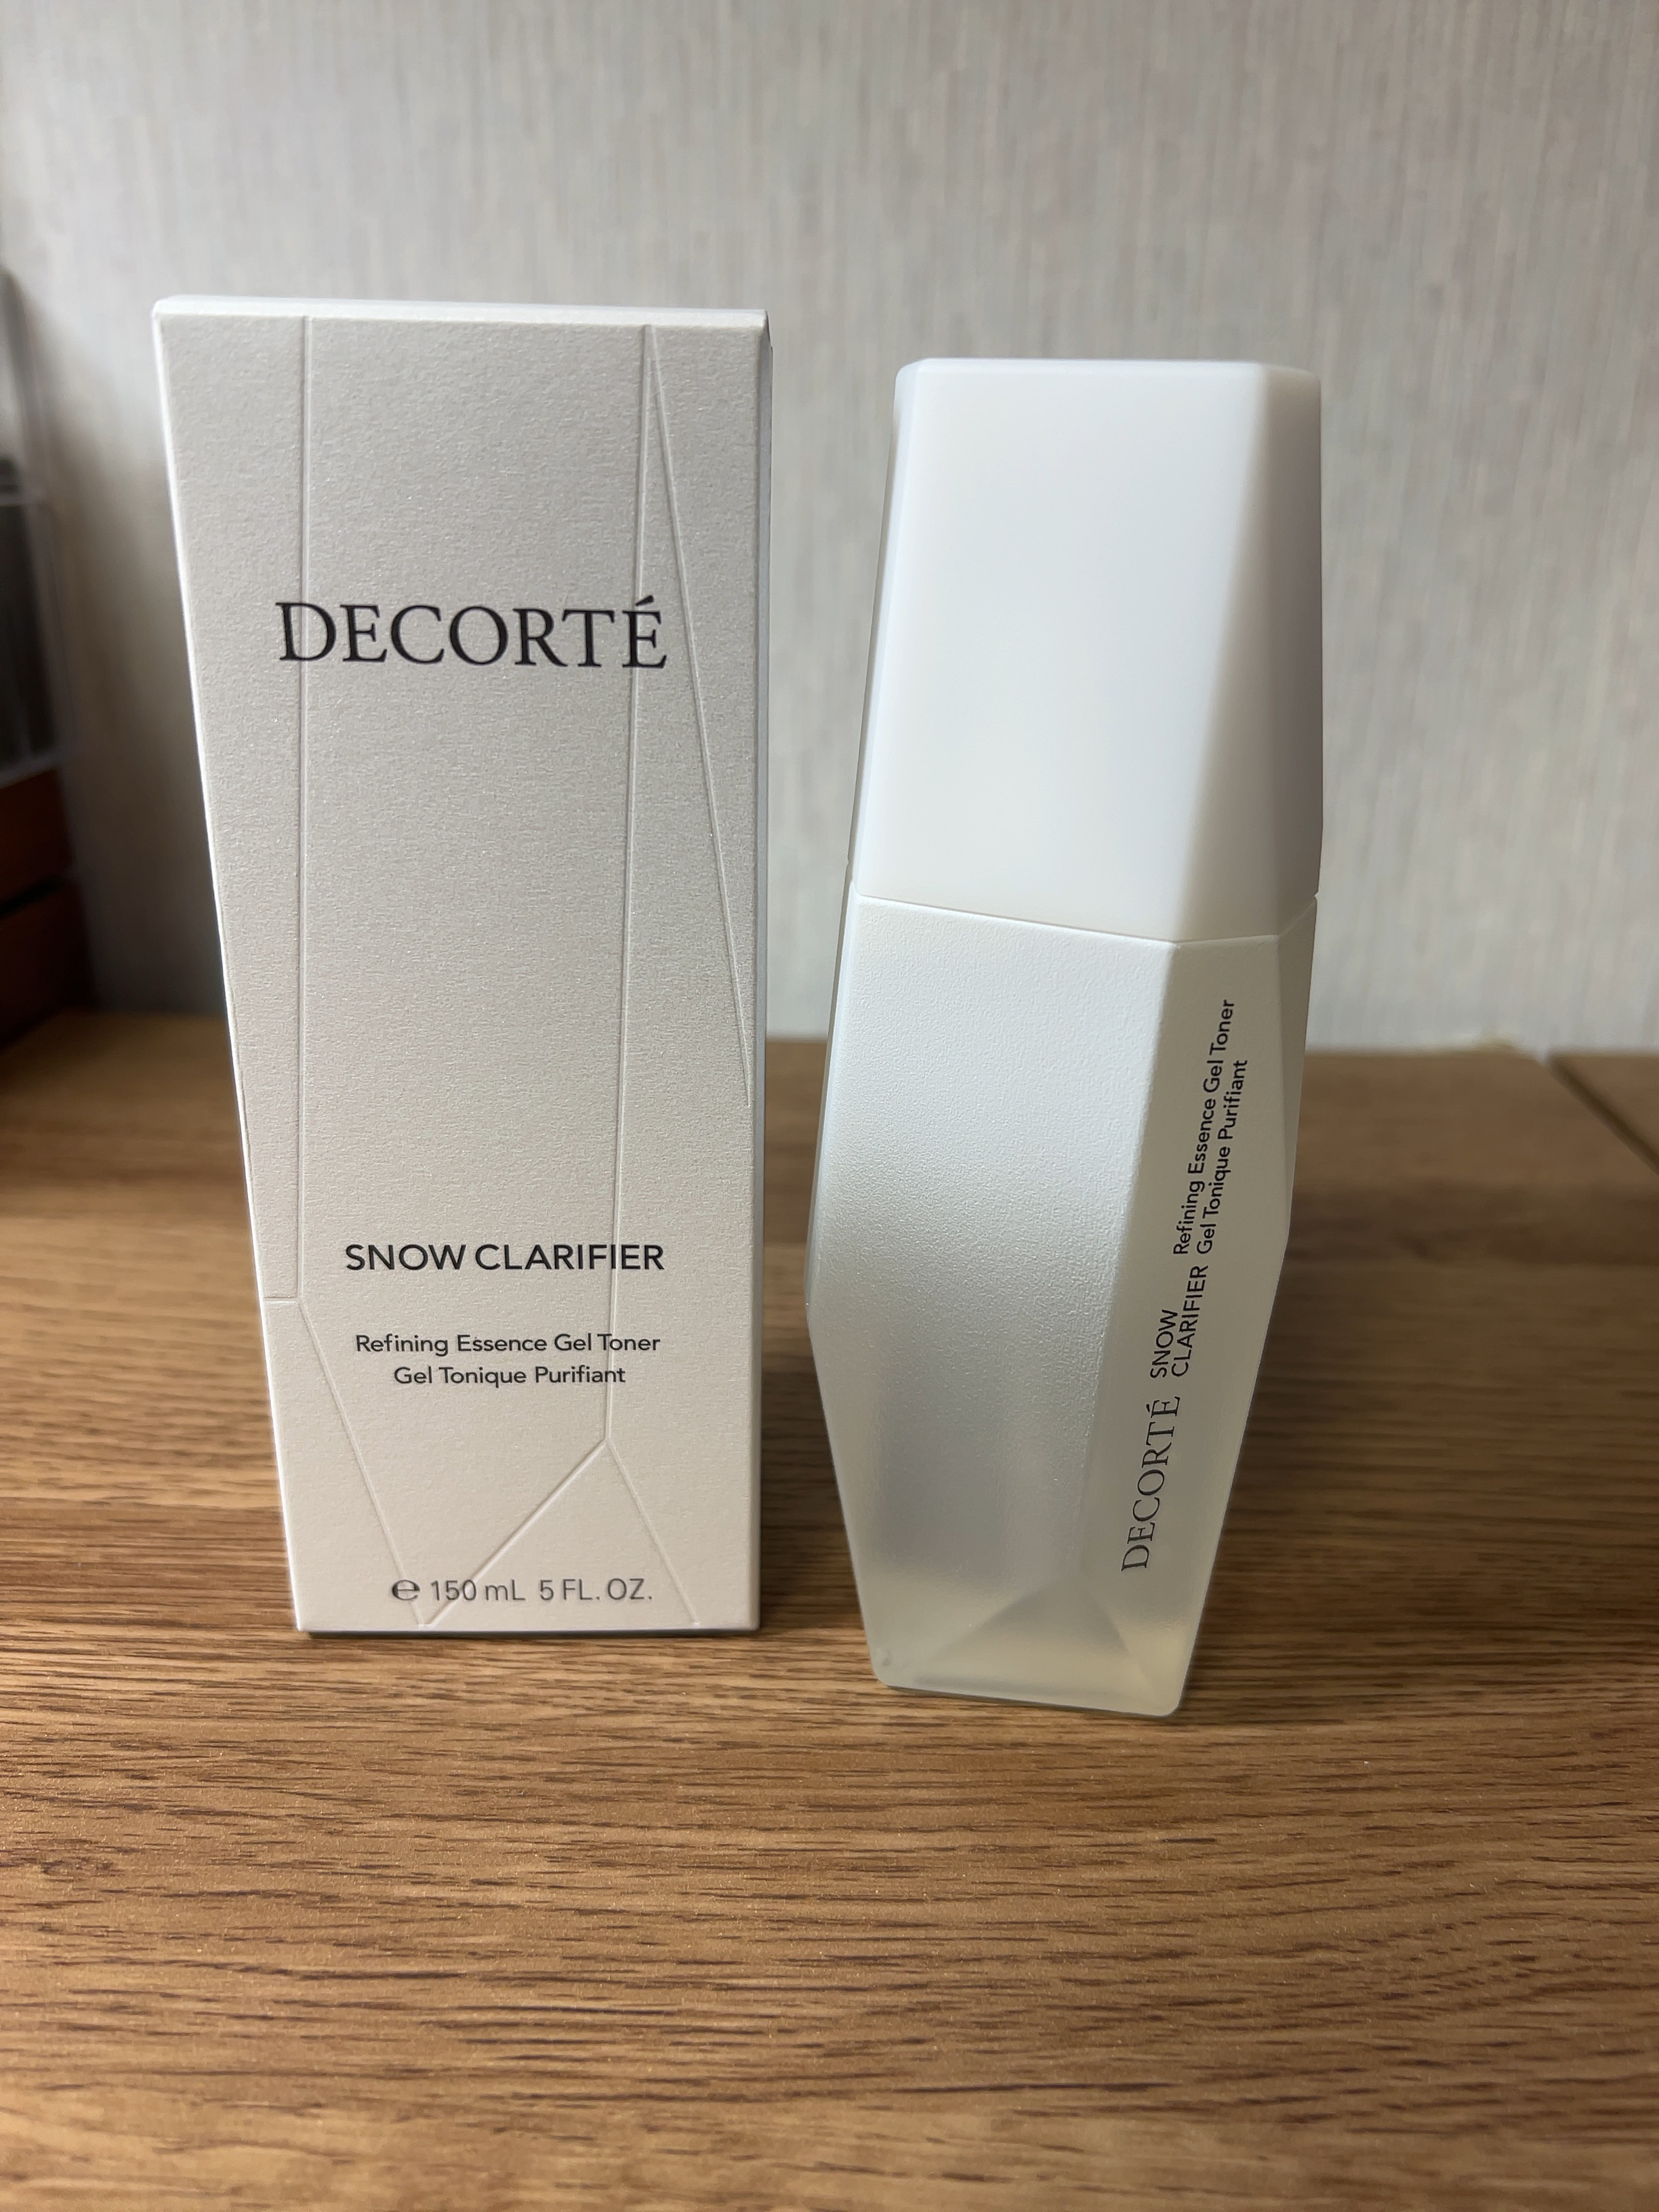 DECORTÉ
SNOW CLARIFIER
Refining Essence Gel Toner
Gel Tonique Purifiant
℮ 150 mL 5 FL. OZ.
DECORTÉ
SNOW
CLARIFIER
Refining Essence Gel Toner
Gel Tonique Purifiant